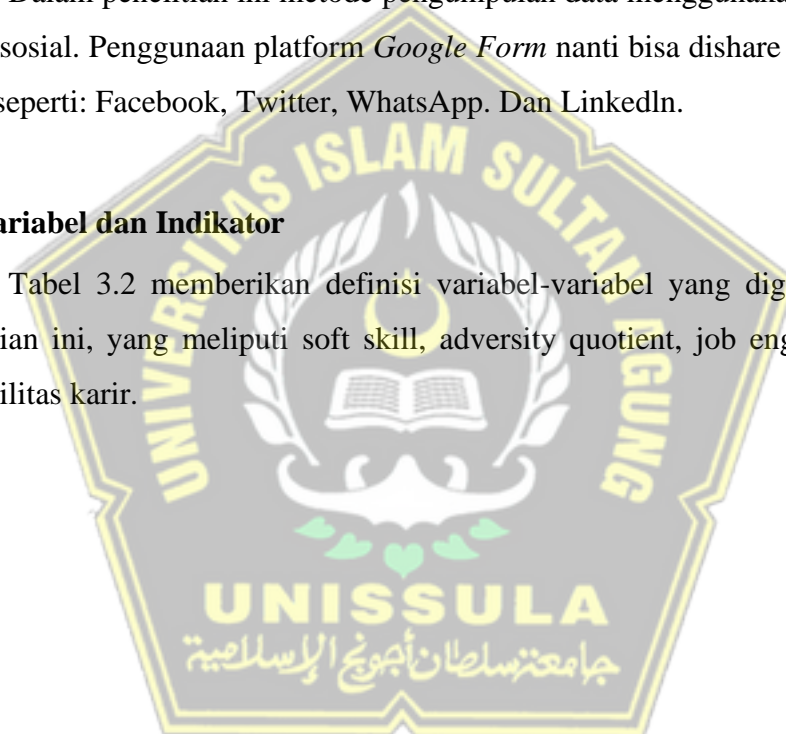 Dalam penelitian ini metode pengumpulan data
sosial. Penggunaan platform Google Form nanti bisa dishare
seperti: Facebook, Twitter, WhatsApp. Dan Linkedln.
ariabel dan Indikator
Tabel 3.2 memberikan definisi variabel-variabel yang dig
ian ini, yang meliputi soft skill, adversity quotient, job eng
ilitas karir.
UNIVERSITAS ISLAM SULTAN AGUNG
UNISSULA
جامعة سلطان أجونج الإسلامية